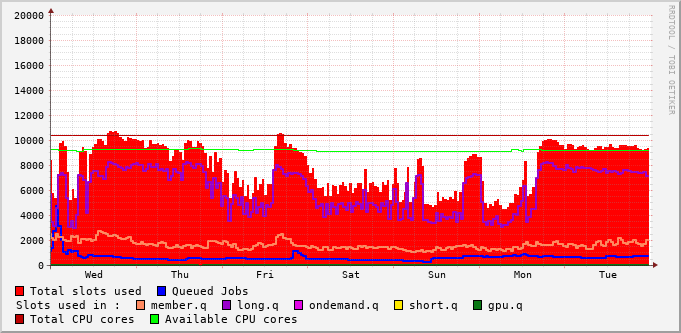 20000
18000
16000
14000
12000
10000
8000
6000
4000
2000
0
Wed Thu Fri Sat Sun Mon Tue
Total slots used Queued Jobs
Slots used in : member.q long.q ondemand.q short.q gpu.q
Total CPU cores Available CPU cores
RRDTOOL / TOBI OETIKER